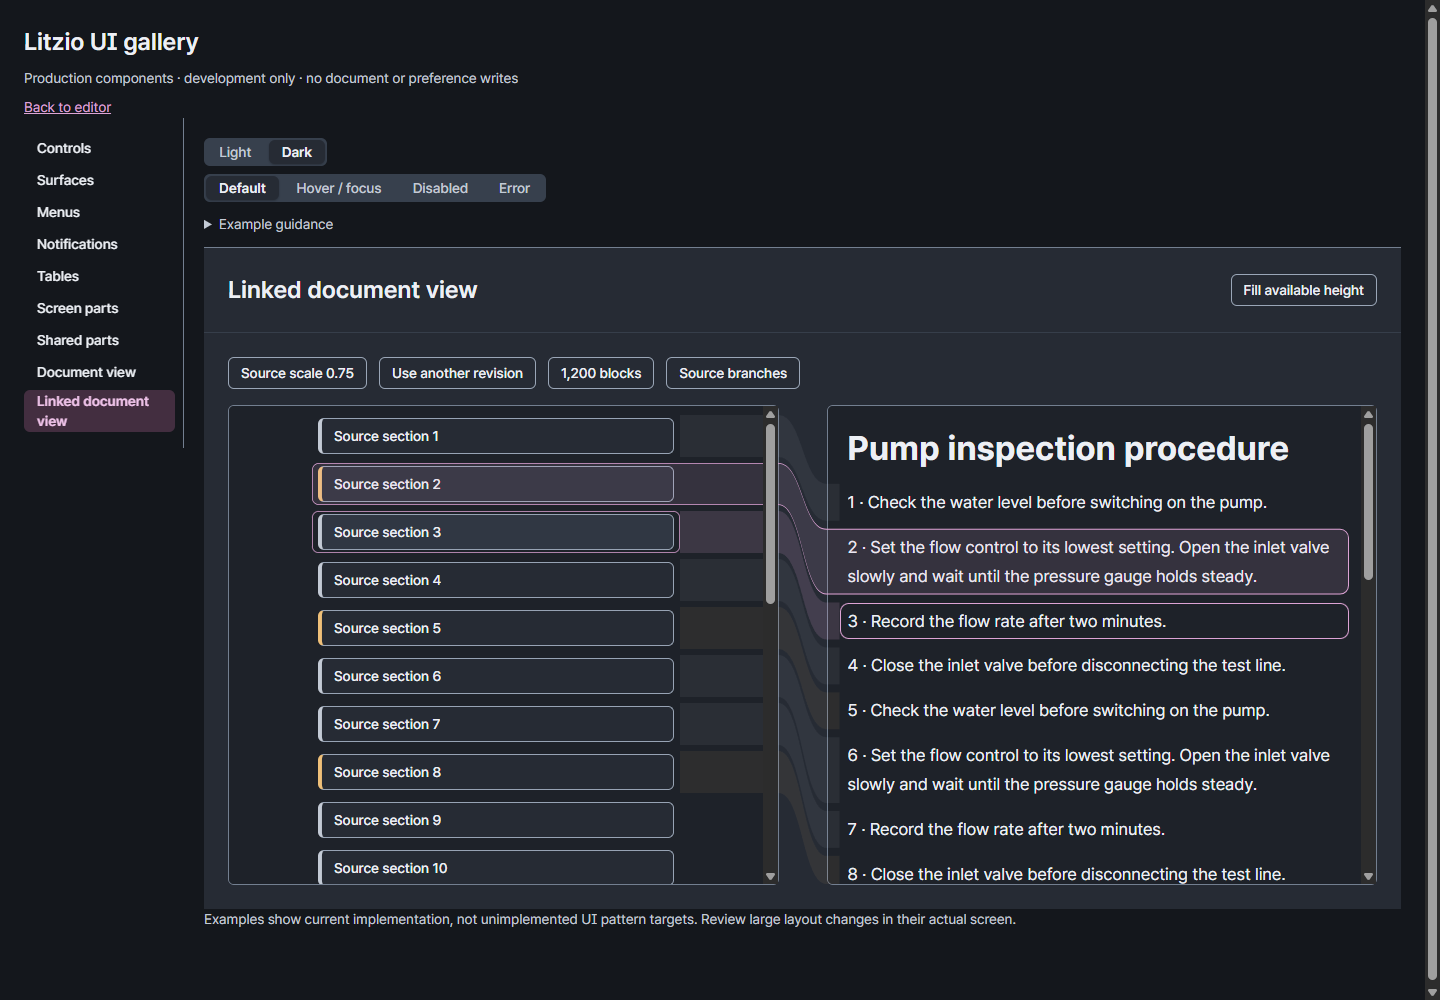 Litzio UI gallery
Production components · development only · no document or preference writes
Back to editor
Controls
Surfaces
Menus
Notifications
Tables
Screen parts
Shared parts
Document view
Linked document
view
Light Dark
Default Hover / focus Disabled Error
Example guidance
Linked document view
Fill available height
Source scale 0.75 Use another revision 1,200 blocks Source branches
Source section 1
Source section 2
Source section 3
Source section 4
Source section 5
Source section 6
Source section 7
Source section 8
Source section 9
Source section 10
Pump inspection procedure
1 · Check the water level before switching on the pump.
2 · Set the flow control to its lowest setting. Open the inlet valve
slowly and wait until the pressure gauge holds steady.
3 · Record the flow rate after two minutes.
4 · Close the inlet valve before disconnecting the test line.
5 · Check the water level before switching on the pump.
6 · Set the flow control to its lowest setting. Open the inlet valve
slowly and wait until the pressure gauge holds steady.
7 · Record the flow rate after two minutes.
8 · Close the inlet valve before disconnecting the test line.
Examples show current implementation, not unimplemented UI pattern targets. Review large layout changes in their actual screen.